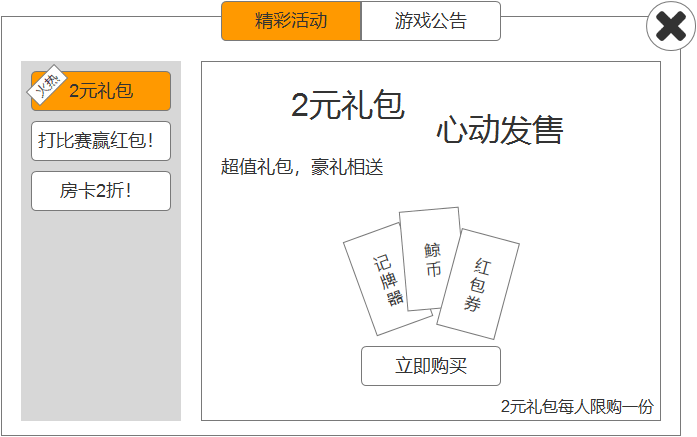 精彩活动
游戏公告
火热
2元礼包
打比赛赢红包！
房卡2折！
2元礼包
心动发售
超值礼包，豪礼相送
记牌器
鲸币
红包券
立即购买
2元礼包每人限购一份